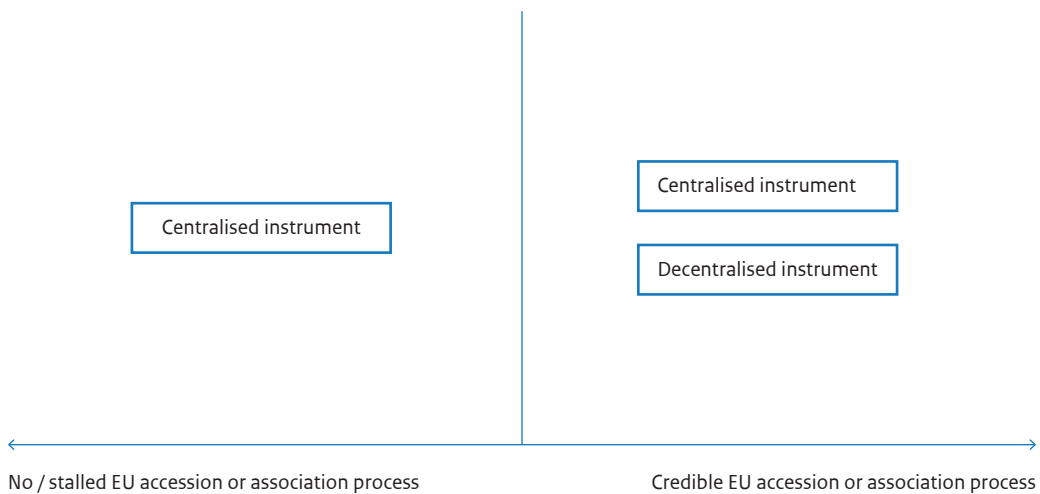 Centralised instrument
Centralised instrument
Decentralised instrument
No / stalled EU accession or association process
Credible EU accession or association process